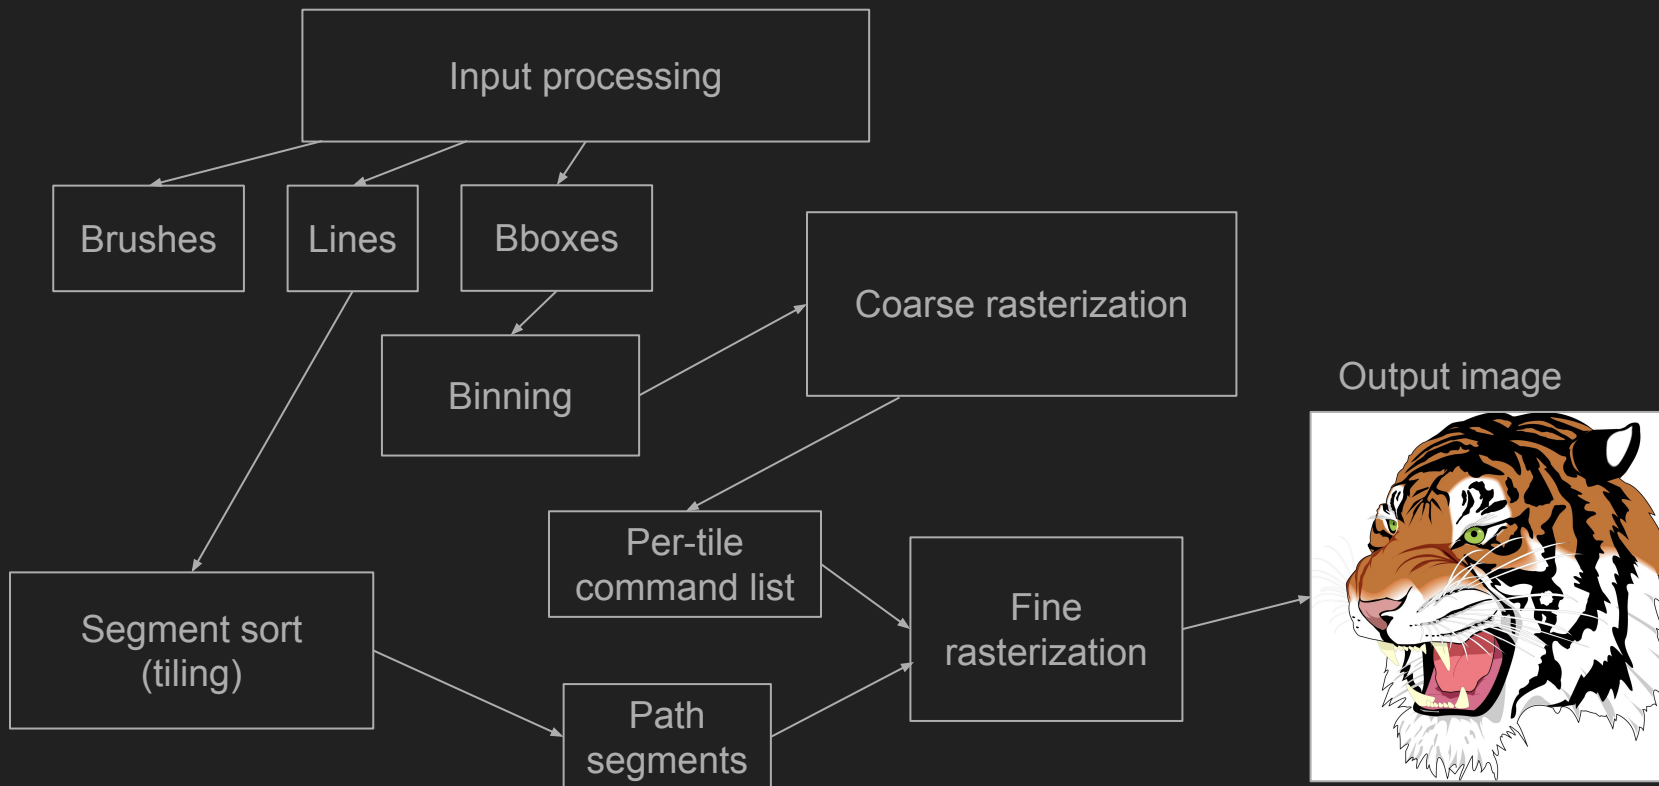 Input processing
Brushes
Lines
Bboxes
Coarse rasterization
Binning
Output image
Per-tile
command list
Fine
rasterization
Segment sort
(tiling)
Path
segments